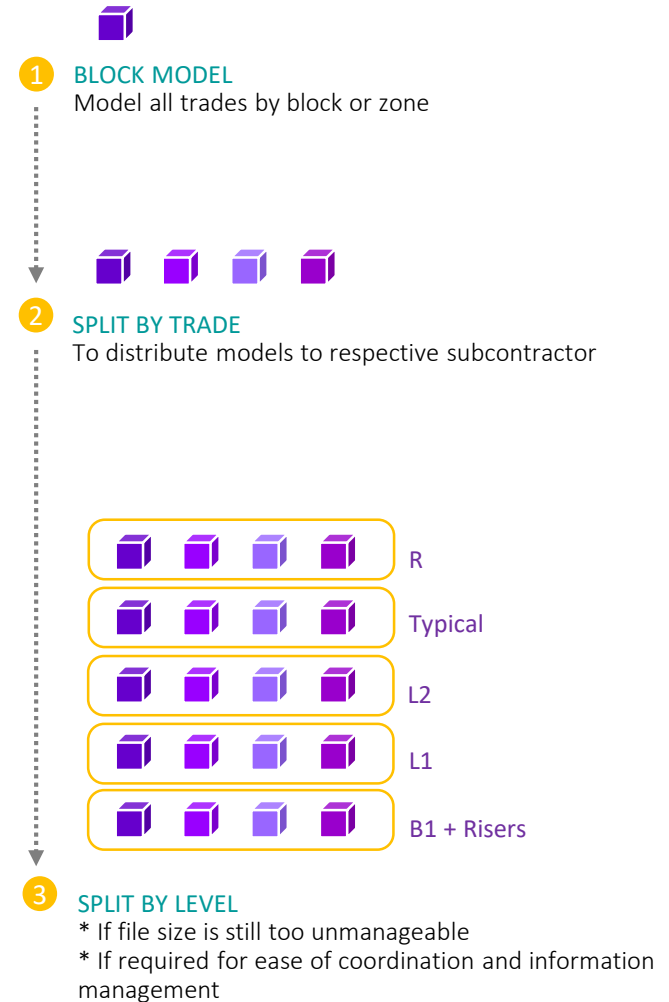 1
BLOCK MODEL
Model all trades by block or zone
2
SPLIT BY TRADE
To distribute models to respective subcontractor
R
Typical
L2
L1
B1 + Risers
3
SPLIT BY LEVEL
* If file size is still too unmanageable
* If required for ease of coordination and information
management